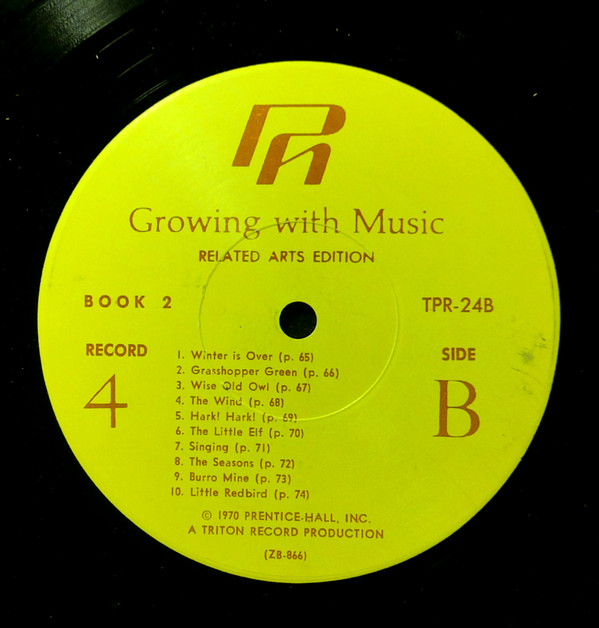 Ph
Growing with Music
RELATED ARTS EDITION
BOOK 2
TPR-24B
RECORD
4
SIDE
B
1. Winter is Over (p. 65)
2. Grasshopper Green (p. 66)
3. Wise Old Owl (p. 67)
4. The Wind (p. 68)
5. Hark! Hark! (p. 69)
6. The Little Elf (p. 70)
7. Singing (p. 71)
8. The Seasons (p. 72)
9. Burro Mine (p. 73)
10. Little Redbird (p. 74)
© 1970 PRENTICE-HALL, INC.
A TRITON RECORD PRODUCTION
(ZB-866)